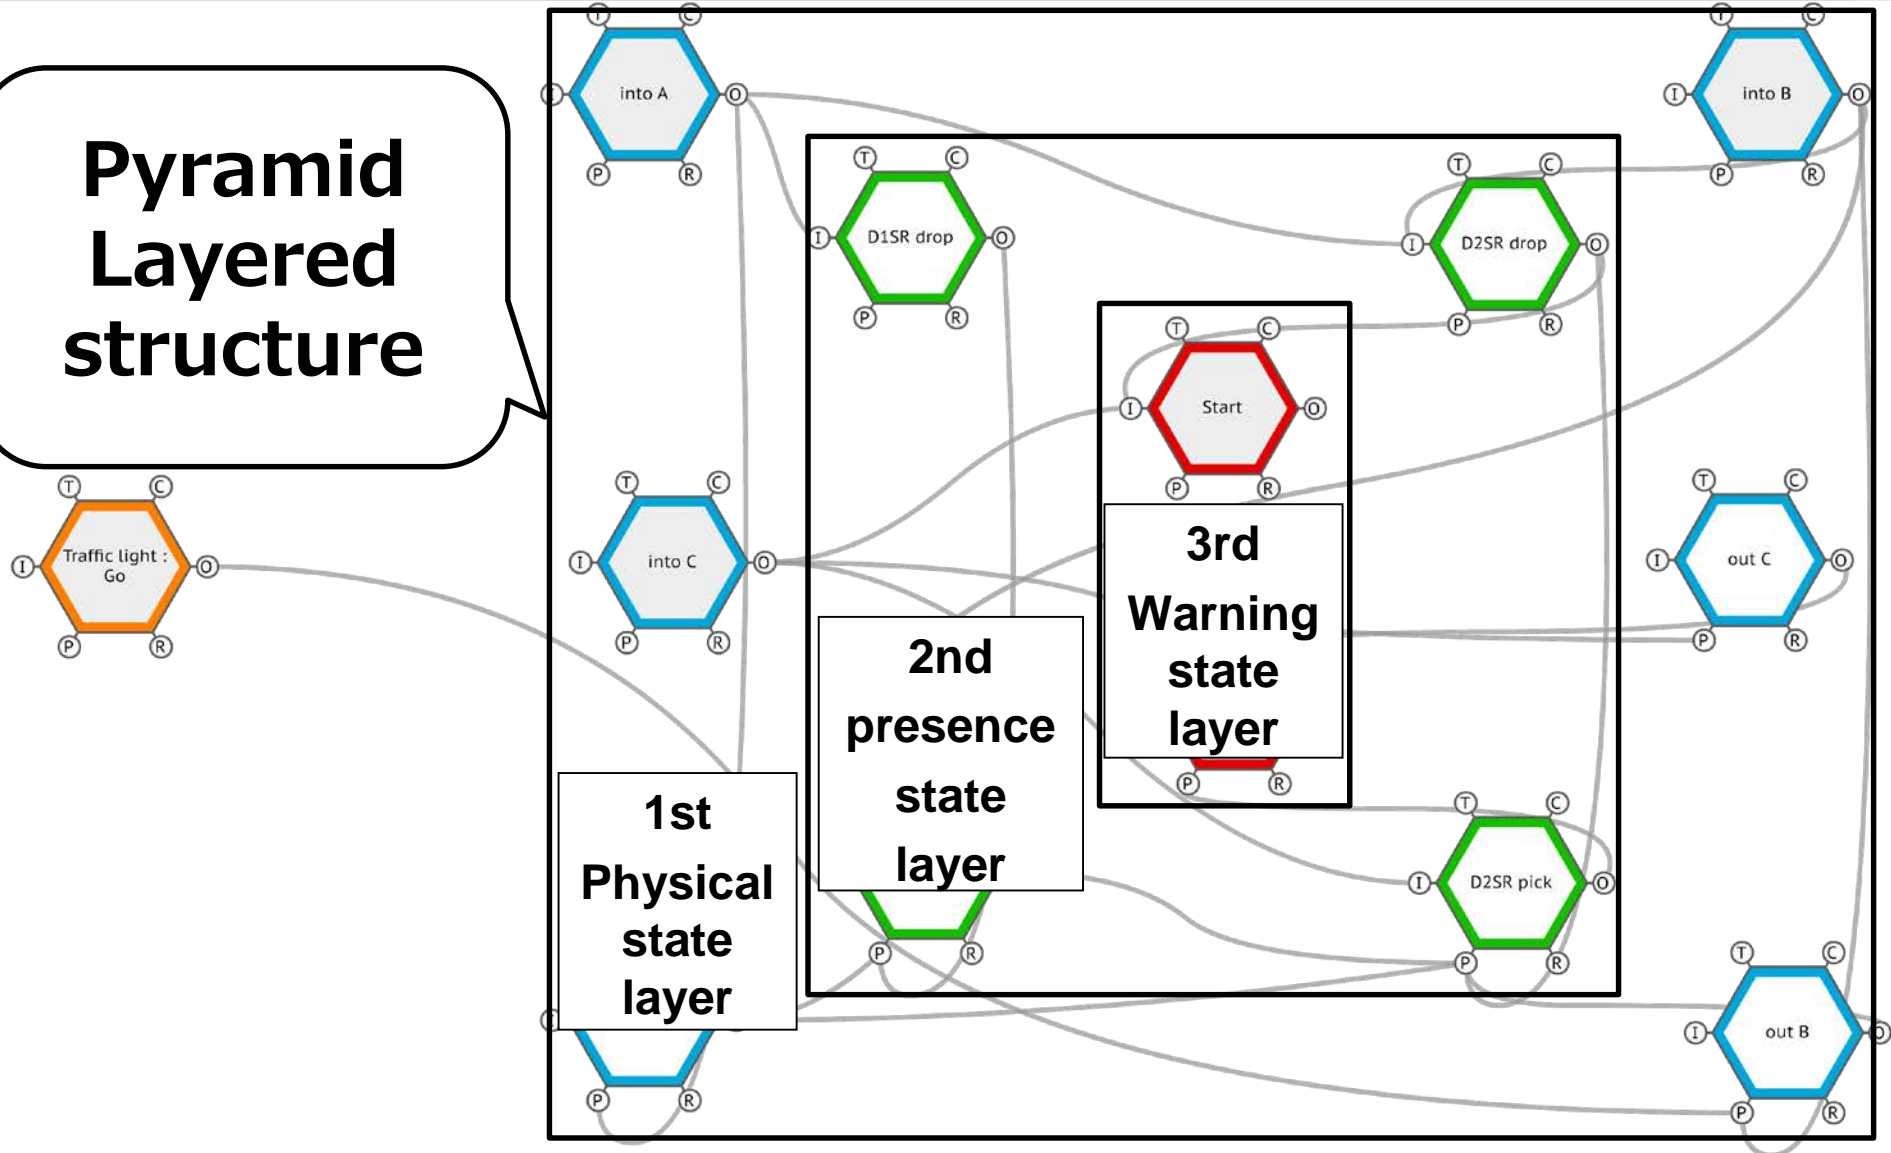 T C
into A
I O
P R
T C
into B
I O
P R
Pyramid
Layered
structure
T C
D1SR drop
I O
P R
T C
D2SR drop
I O
P R
T C
Start
I O
P R
T C
Traffic light :
Go
I O
P R
T C
into C
I O
P R
T C
out C
I O
P R
3rd
Warning
state
layer
P R
2nd
presence
state
layer
P R
1st
Physical
state
layer
P R
T C
D2SR pick
I O
P R
T C
out B
I O
P R